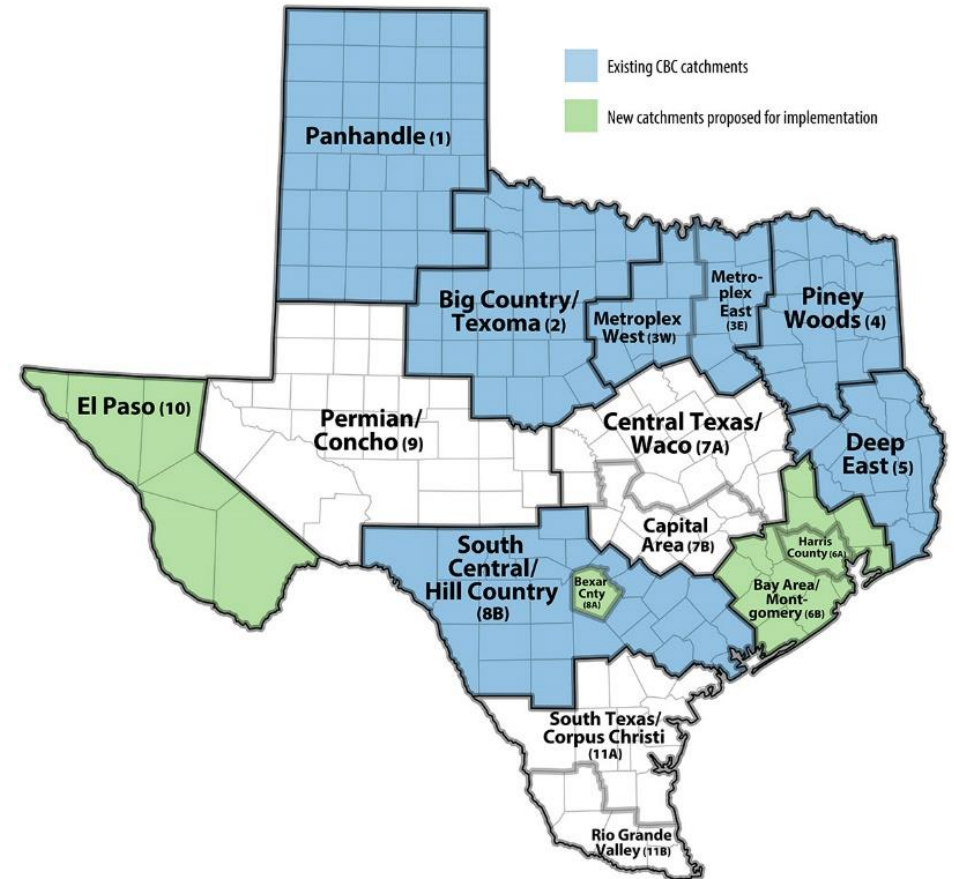 Existing CBC catchments
New catchments proposed for implementation
Panhandle (1)
Big Country/
Texoma (2)
Metroplex
West (3W)
Metro-
plex
East
(3E)
Piney
Woods (4)
El Paso (10)
Permian/
Concho (9)
Central Texas/
Waco (7A)
Deep
East (5)
Capital
Area (7B)
Harris
County (6A)
South
Central/
Hill Country
(8B)
Bexar
Cnty
(8A)
Bay Area/
Mont-
gomery (6B)
South Texas/
Corpus Christi
(11A)
Rio Grande
Valley (11B)